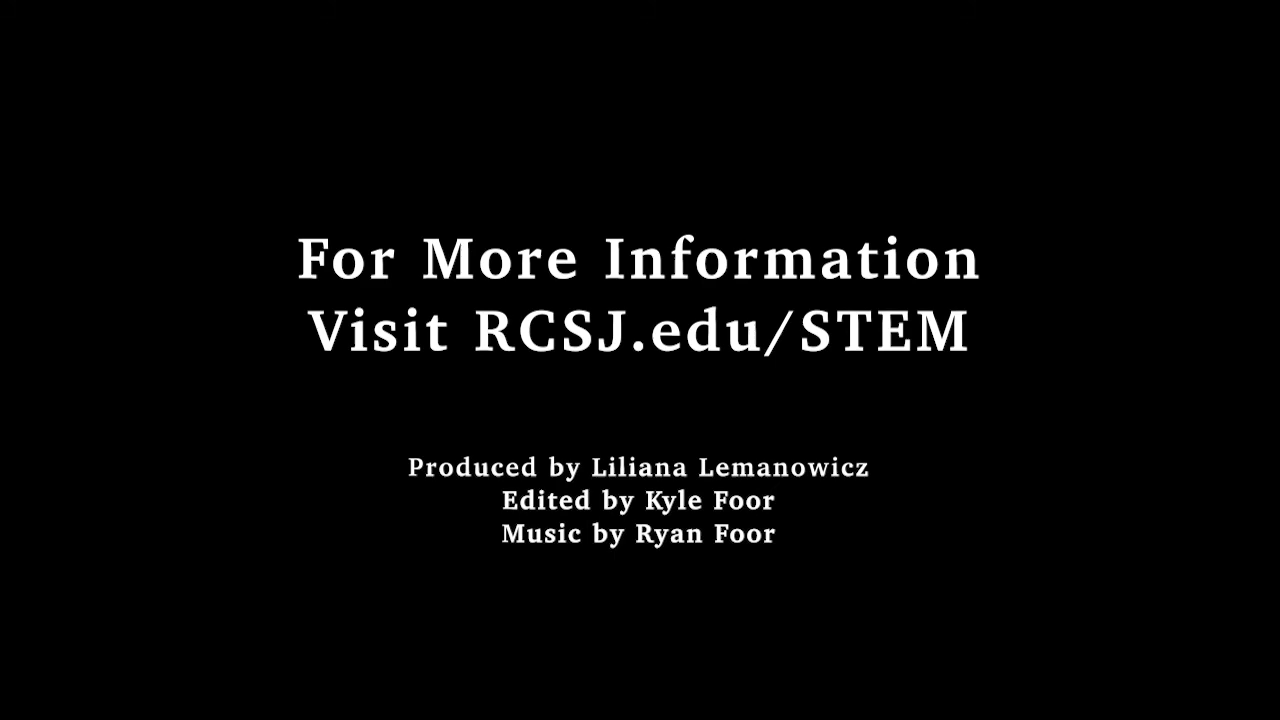 For More Information
Visit RCSJ.edu/STEM
Produced by Liliana Lemanowicz
Edited by Kyle Foor
Music by Ryan Foor